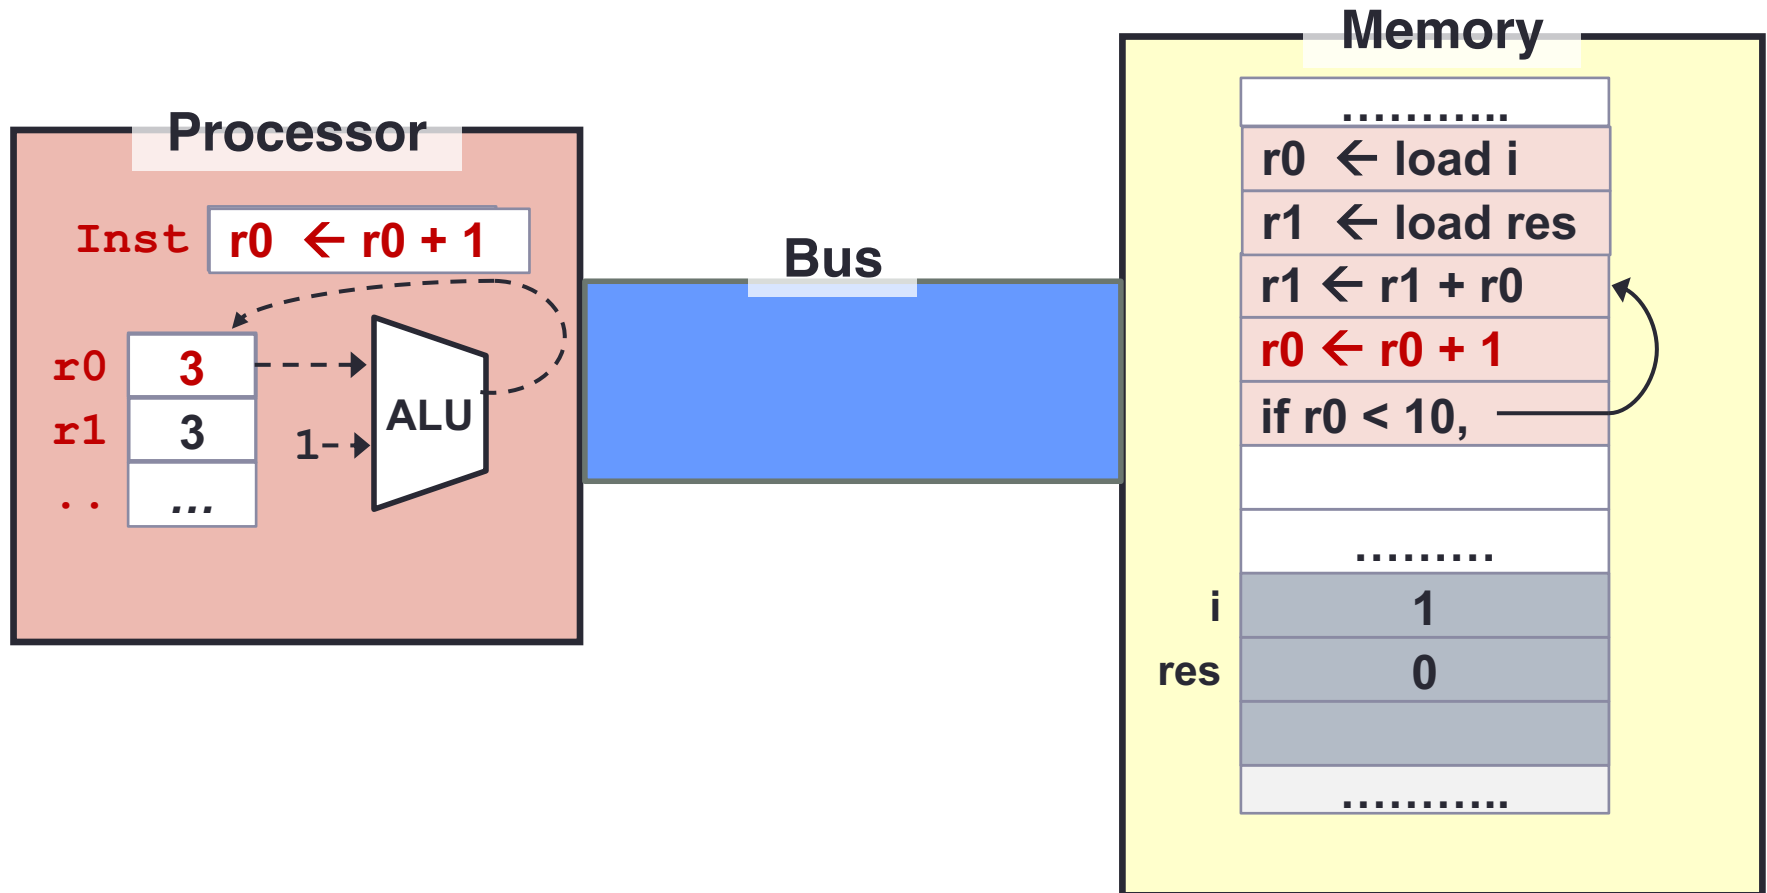 Memory
Processor
Bus
Inst
r0 ← r0 + 1
r0
3
r1
3
..
...
1
ALU
...........
r0 ← load i
r1 ← load res
r1 ← r1 + r0
r0 ← r0 + 1
if r0 < 10,
.........
i
1
res
0
...........